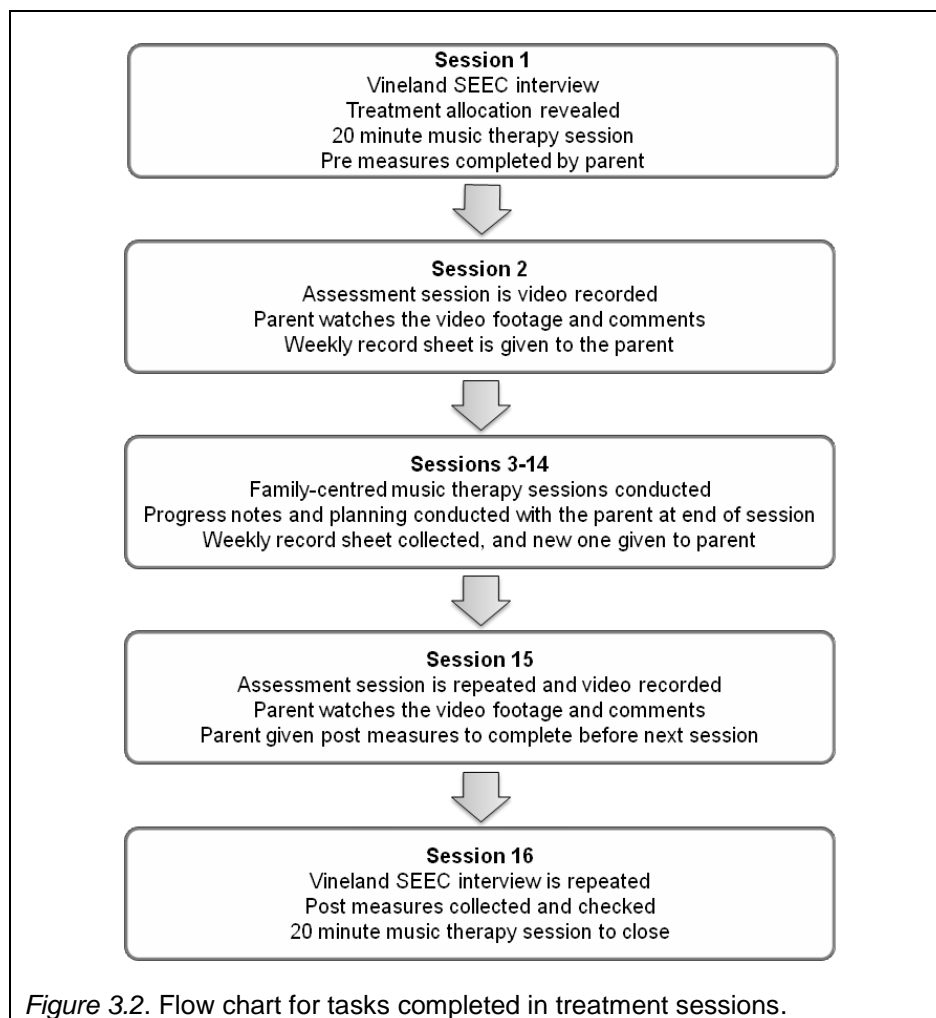 Session 1
Vineland SEEC interview
Treatment allocation revealed
20 minute music therapy session
Pre measures completed by parent
Session 2
Assessment session is video recorded
Parent watches the video footage and comments
Weekly record sheet is given to the parent
Sessions 3-14
Family-centred music therapy sessions conducted
Progress notes and planning conducted with the parent at end of session
Weekly record sheet collected, and new one given to parent
Session 15
Assessment session is repeated and video recorded
Parent watches the video footage and comments
Parent given post measures to complete before next session
Session 16
Vineland SEEC interview is repeated
Post measures collected and checked
20 minute music therapy session to close
Figure 3.2. Flow chart for tasks completed in treatment sessions.